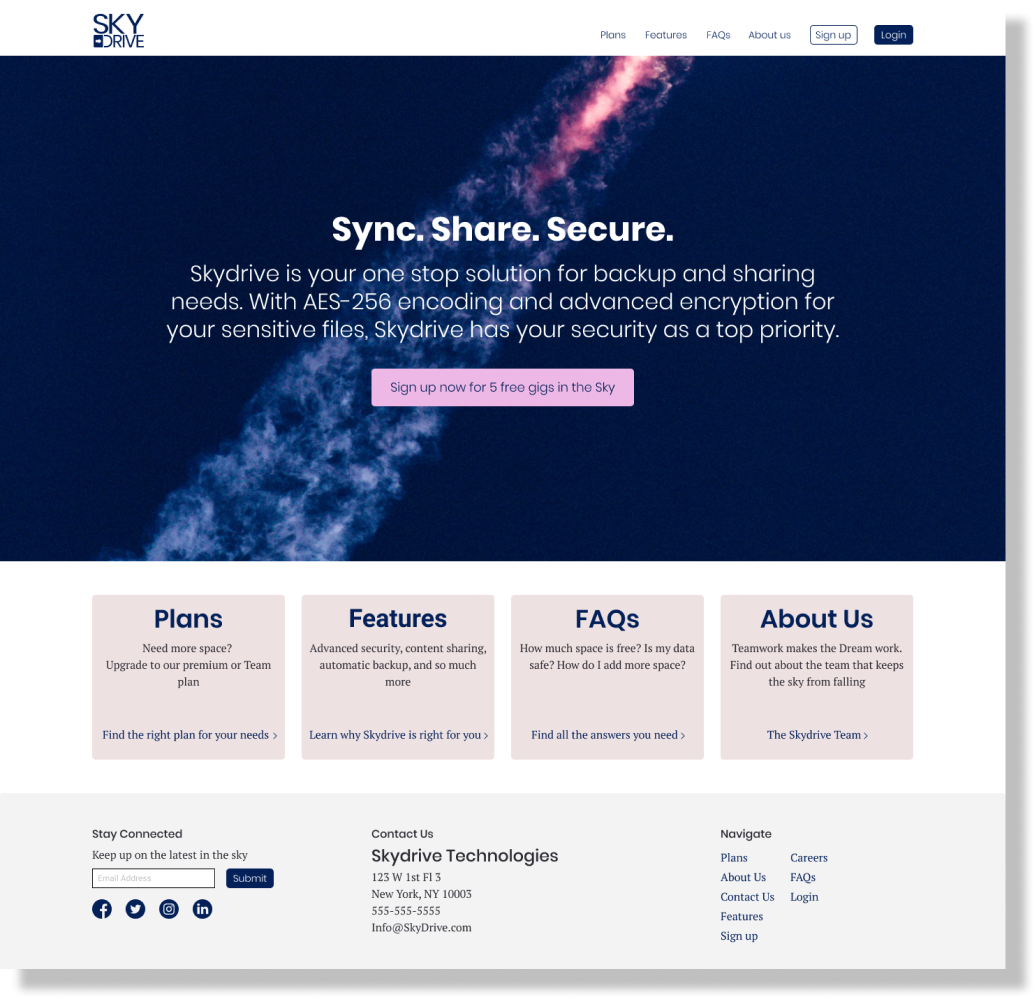 SKY
DRIVE
Plans Features FAQs About us Sign up Login
Sync. Share. Secure.
Skydrive is your one stop solution for backup and sharing
needs. With AES-256 encoding and advanced encryption for
your sensitive files, Skydrive has your security as a top priority.
Sign up now for 5 free gigs in the Sky
Plans
Need more space?
Upgrade to our premium or Team
plan
Find the right plan for your needs >
Features
Advanced security, content sharing,
automatic backup, and so much
more
Learn why Skydrive is right for you >
FAQs
How much space is free? Is my data
safe? How do I add more space?
Find all the answers you need >
About Us
Teamwork makes the Dream work.
Find out about the team that keeps
the sky from falling
The Skydrive Team >
Stay Connected
Keep up on the latest in the sky
Email Address
Submit
Contact Us
Skydrive Technologies
123 W 1st Fl 3
New York, NY 10003
555-555-5555
Info@SkyDrive.com
Navigate
Plans
About Us
Contact Us
Features
Sign up
Careers
FAQs
Login